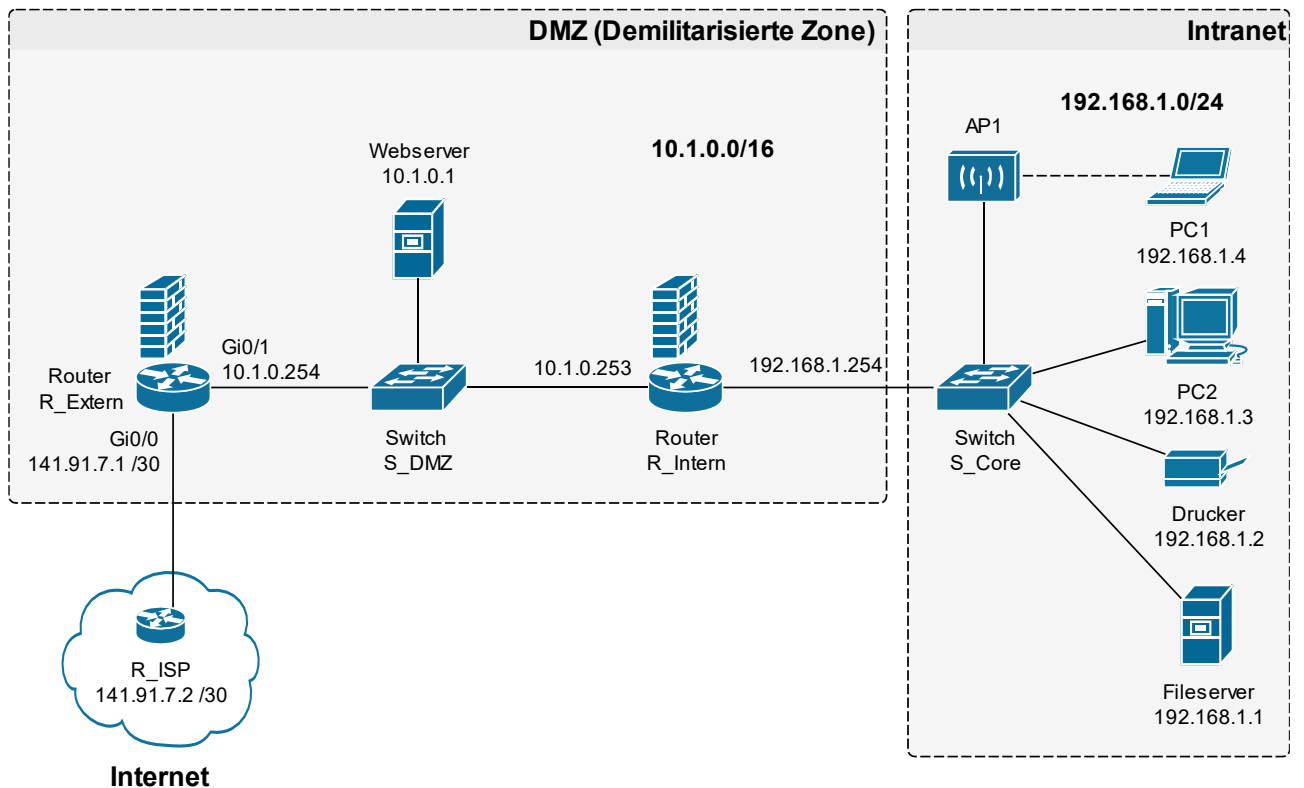 DMZ (Demilitarisierte Zone)
Intranet
192.168.1.0/24
AP1
Webserver
10.1.0.1
10.1.0.0/16
PC1
192.168.1.4
Gi0/1
10.1.0.254
10.1.0.253
192.168.1.254
Router
R_Extern
PC2
192.168.1.3
Gi0/0
141.91.7.1 /30
Switch
S_DMZ
Router
R_Intern
Switch
S_Core
Drucker
192.168.1.2
R_ISP
141.91.7.2 /30
Fileserver
192.168.1.1
Internet